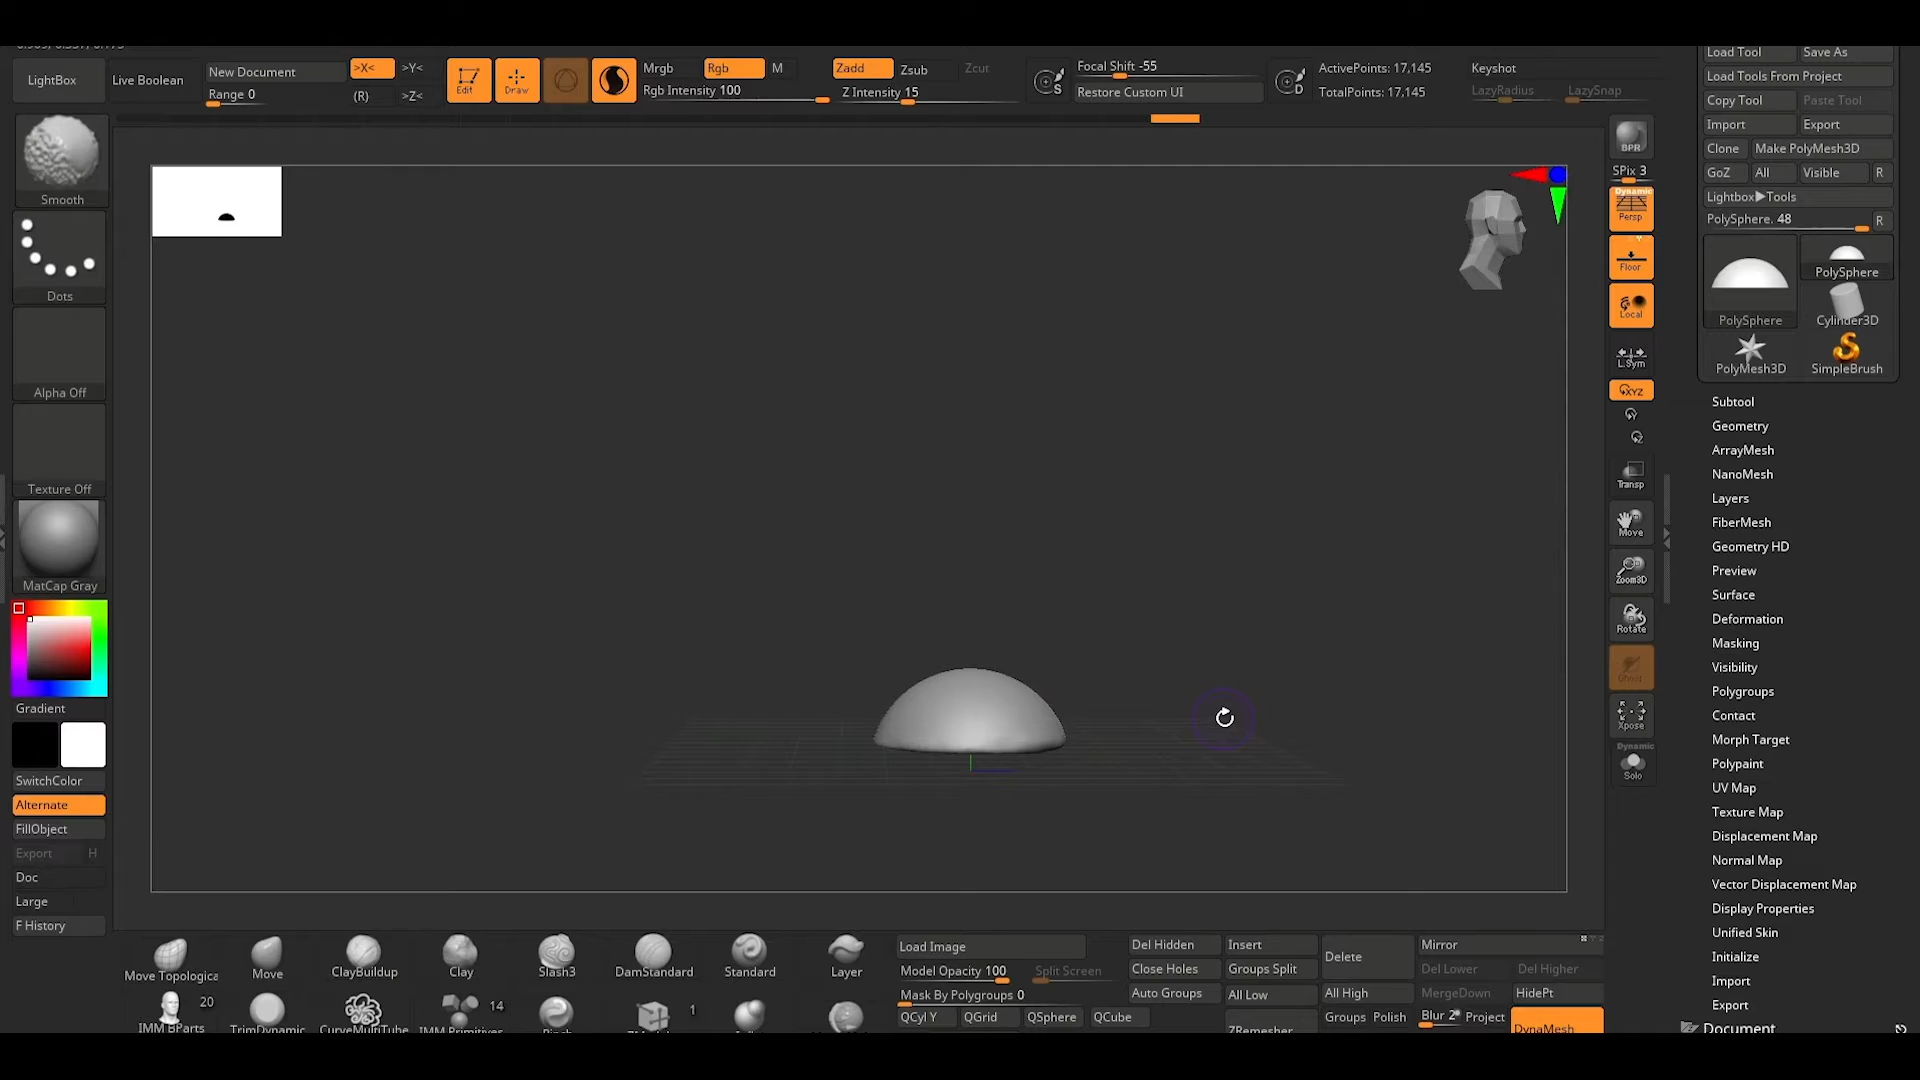 LightBox
Live Boolean
New Document
Range 0
>X<
>Y<
(R)
>Z<
Edit
Draw
Mrgb
Rgb
M
Rgb Intensity 100
Zadd
Zsub
Zcut
Z Intensity 15
S
Focal Shift -55
Restore Custom UI
D
ActivePoints: 17,145
TotalPoints: 17,145
Keyshot
LazyRadius
LazySnap
Load Tool
Save As
Load Tools From Project
Copy Tool
Paste Tool
Import
Export
Clone
Make PolyMesh3D
GoZ
All
Visible
R
Lightbox▶Tools
PolySphere. 48
R
PolySphere
PolySphere
Cylinder3D
PolyMesh3D
SimpleBrush
Smooth
Dots
Alpha Off
Texture Off
MatCap Gray
Gradient
SwitchColor
Alternate
FillObject
Export
H
Doc
Large
F History
BPR
SPix 3
Dynamic
Persp
Floor
Local
L.Sym
XYZ
Y
Z
Transp
Move
Zoom3D
Rotate
Ghost
Xpose
Dynamic
Solo
Subtool
Geometry
ArrayMesh
NanoMesh
Layers
FiberMesh
Geometry HD
Preview
Surface
Deformation
Masking
Visibility
Polygroups
Contact
Morph Target
Polypaint
UV Map
Texture Map
Displacement Map
Normal Map
Vector Displacement Map
Display Properties
Unified Skin
Initialize
Import
Export
Document
Move Topologica
Move
ClayBuildup
Clay
Slash3
DamStandard
Standard
Layer
20
IMM BParts
TrimDynamic
CurveMultiTube
14
IMM Primitives
Pinch
1
Load Image
Model Opacity 100
Split Screen
Mask By Polygroups 0
QCyl Y
QGrid
QSphere
QCube
Del Hidden
Insert
Close Holes
Groups Split
Auto Groups
All Low
ZRemesher
Delete
All High
Groups
Polish
Mirror
Del Lower
Del Higher
MergeDown
HidePt
Blur 2
Project
DynaMesh